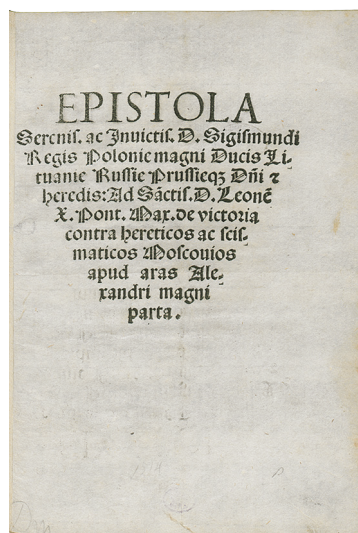 EPISTOLA
Serenis. ac Inuictis. D. Sigismundi
Regis Polonie magni Ducis Li-
tuanie Russie Prussieqꝫ Dñi ⁊
heredis: Ad Sãctis. D. Leonẽ
X. Pont. Max. de victoria
contra hereticos ac scis-
maticos Moscouios
apud aras Ale-
xandri magni
parta.